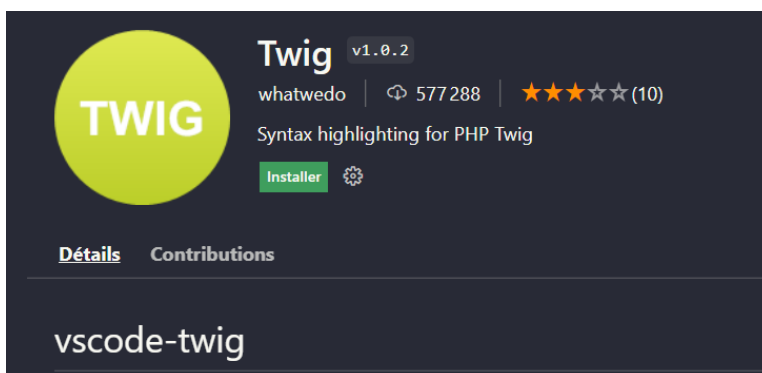 TWIG
Twig v1.0.2
whatwedo 577 288 (10)
Syntax highlighting for PHP Twig
Installer
Détails Contributions
vscode-twig